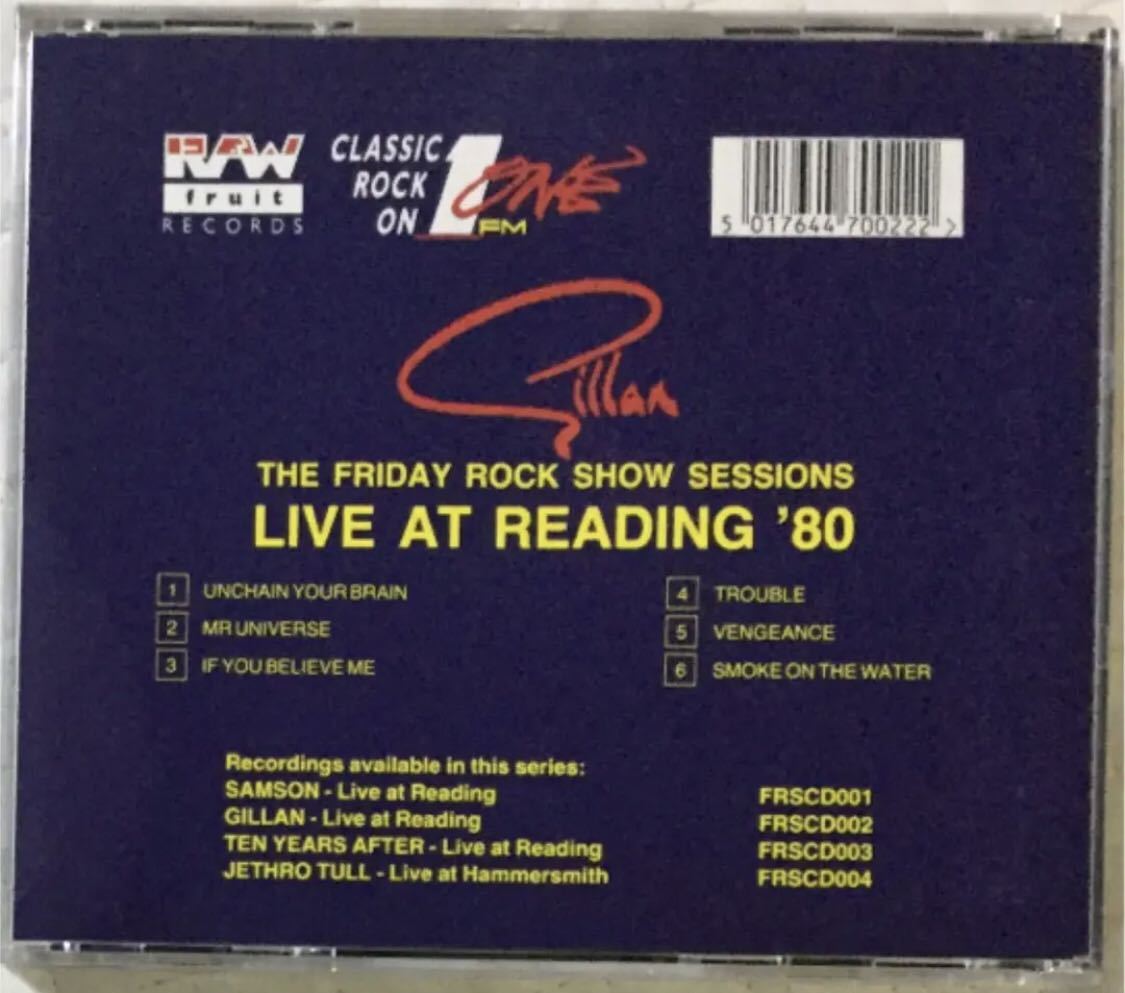 RAW
fruit
RECORDS
CLASSIC
ROCK
ON
1
ONE
FM
5 017644 700222 >
Gillan
THE FRIDAY ROCK SHOW SESSIONS
LIVE AT READING '80
1 UNCHAIN YOUR BRAIN
2 MR UNIVERSE
3 IF YOU BELIEVE ME
4 TROUBLE
5 VENGEANCE
6 SMOKE ON THE WATER
Recordings available in this series:
SAMSON - Live at Reading FRSCD001
GILLAN - Live at Reading FRSCD002
TEN YEARS AFTER - Live at Reading FRSCD003
JETHRO TULL - Live at Hammersmith FRSCD004